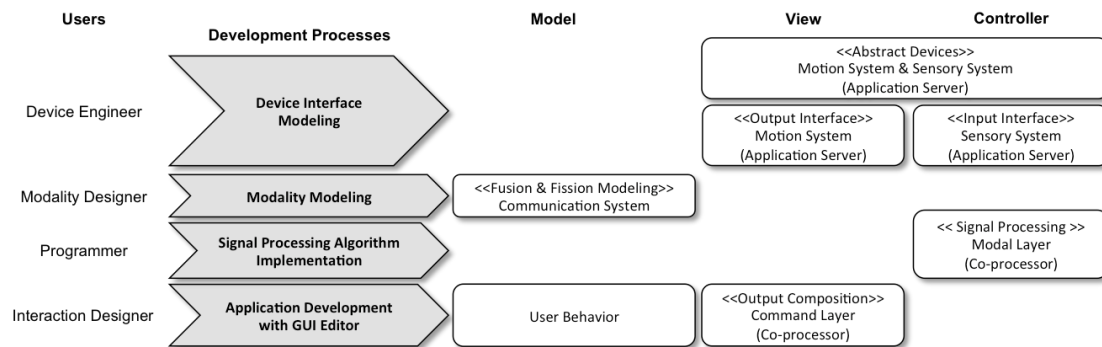 Users
Development Processes
Model
View
Controller
Device Engineer
Device Interface
Modeling
<<Abstract Devices>>
Motion System & Sensory System
(Application Server)
<<Output Interface>>
Motion System
(Application Server)
<<Input Interface>>
Sensory System
(Application Server)
Modality Designer
Modality Modeling
<<Fusion & Fission Modeling>>
Communication System
Programmer
Signal Processing Algorithm
Implementation
<< Signal Processing >>
Modal Layer
(Co-processor)
Interaction Designer
Application Development
with GUI Editor
User Behavior
<<Output Composition>>
Command Layer
(Co-processor)